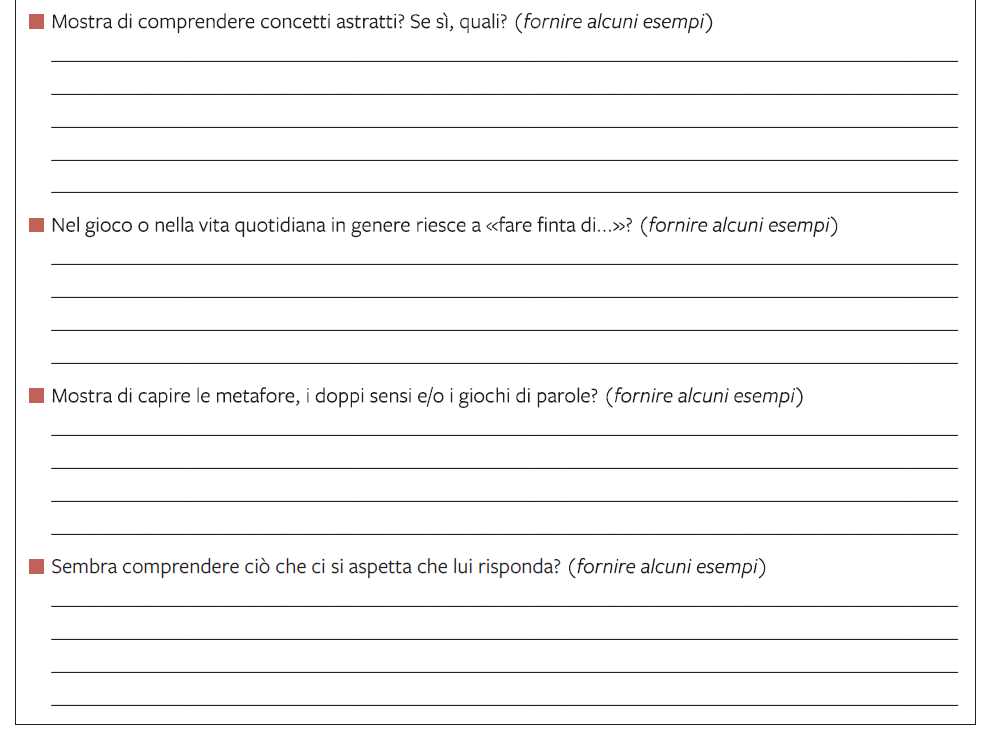 Mostra di comprendere concetti astratti? Se sì, quali? (fornire alcuni esempi)
Nel gioco o nella vita quotidiana in genere riesce a «fare finta di...»? (fornire alcuni esempi)
Mostra di capire le metafore, i doppi sensi e/o i giochi di parole? (fornire alcuni esempi)
Sembra comprendere ciò che ci si aspetta che lui risponda? (fornire alcuni esempi)